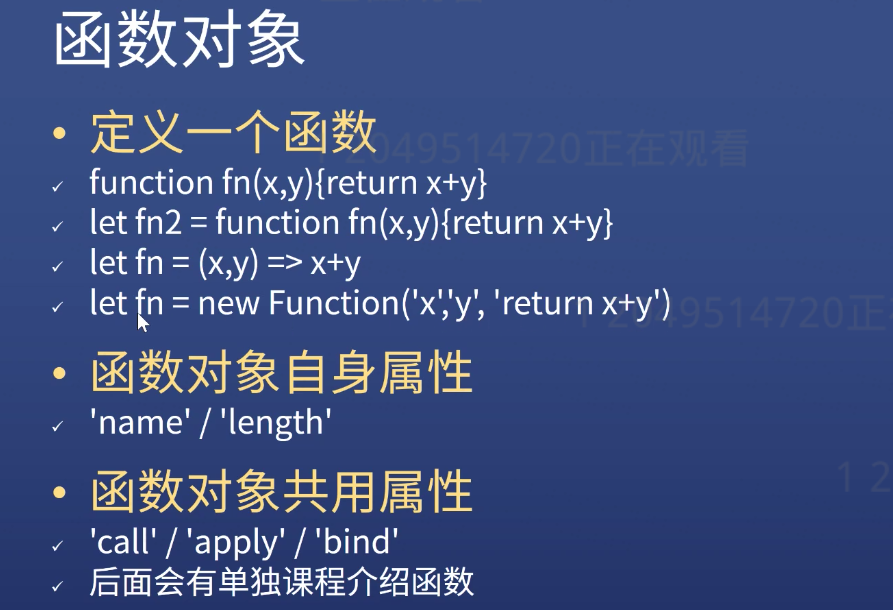 函数对象
• 定义一个函数
✓ function fn(x,y){return x+y}
✓ let fn2 = function fn(x,y){return x+y}
✓ let fn = (x,y) => x+y
✓ let fn = new Function('x','y', 'return x+y')
• 函数对象自身属性
✓ 'name' / 'length'
• 函数对象共用属性
✓ 'call' / 'apply' / 'bind'
✓ 后面会有单独课程介绍函数
2049514720正在观看
1 2049514720正
1 2